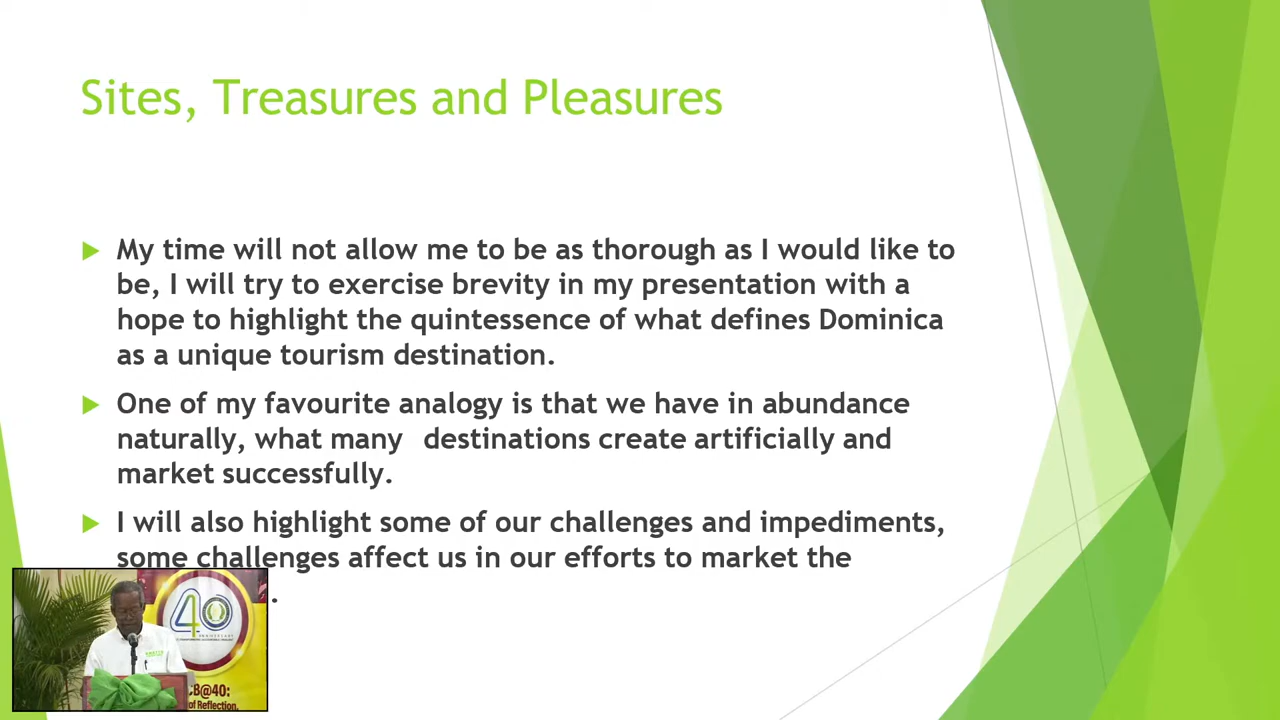 Sites, Treasures and Pleasures
My time will not allow me to be as thorough as I would like to
be, I will try to exercise brevity in my presentation with a
hope to highlight the quintessence of what defines Dominica
as a unique tourism destination.
One of my favourite analogy is that we have in abundance
naturally, what many destinations create artificially and
market successfully.
I will also highlight some of our challenges and impediments,
some challenges affect us in our efforts to market the
.
40
CB@40:
of Reflection.